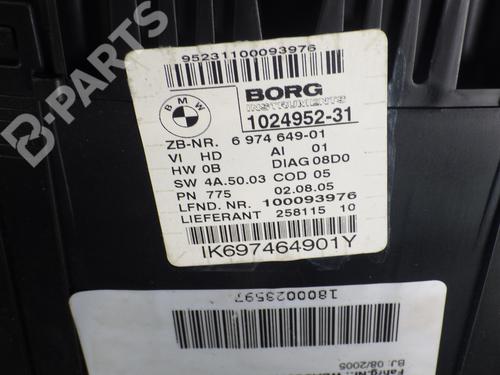 B-PARTS
95231100093976
BMW
BORG
INSTRUMENTS
1024952-31
ZB-NR. 6 974 649-01
VI HD AI 01
HW 0B DIAG 08D0
SW 4A.50.03 COD 05
PN 775 02.08.05
LFND. NR. 100093976
LIEFERANT 258115 10
IK697464901Y
1800023597
BJ: 08/2005